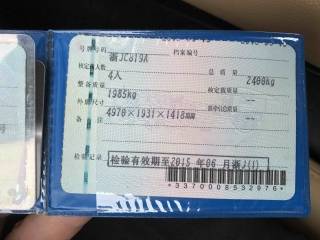 号牌号码 浙JC819A 档案编号
核定载人数 4人 总质量 2400kg
整备质量 1985kg 核定载质量 --
外廓尺寸 4970×1931×1418mm 准牵引总质量 --
备注
检验记录 检验有效期至2015年06月浙J(1)
*3370008532976*
号